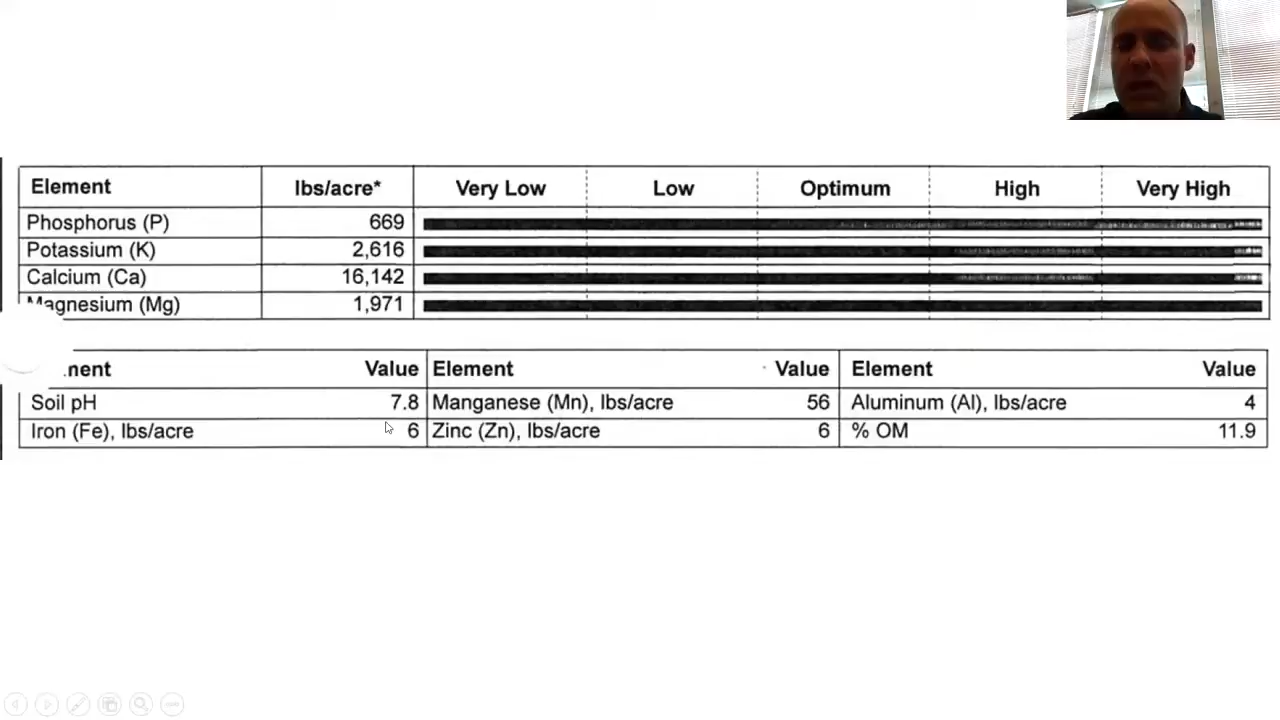 Element lbs/acre* Very Low Low Optimum High Very High
Phosphorus (P) 669
Potassium (K) 2,616
Calcium (Ca) 16,142
Magnesium (Mg) 1,971
ment Value Element Value Element Value
Soil pH 7.8 Manganese (Mn), lbs/acre 56 Aluminum (Al), lbs/acre 4
Iron (Fe), lbs/acre 6 Zinc (Zn), lbs/acre 6 % OM 11.9